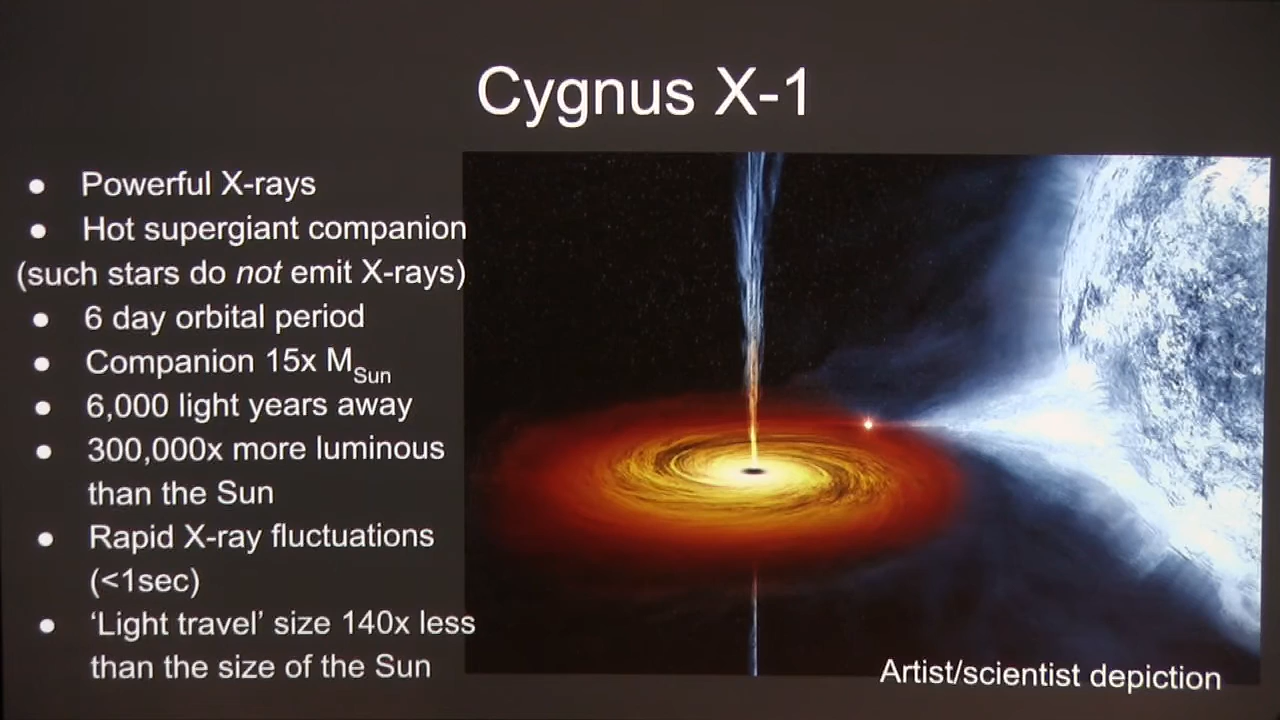 Cygnus X-1
● Powerful X-rays
● Hot supergiant companion
(such stars do not emit X-rays)
● 6 day orbital period
● Companion 15x MSun
● 6,000 light years away
● 300,000x more luminous
than the Sun
● Rapid X-ray fluctuations
(<1sec)
● ‘Light travel’ size 140x less
than the size of the Sun
Artist/scientist depiction